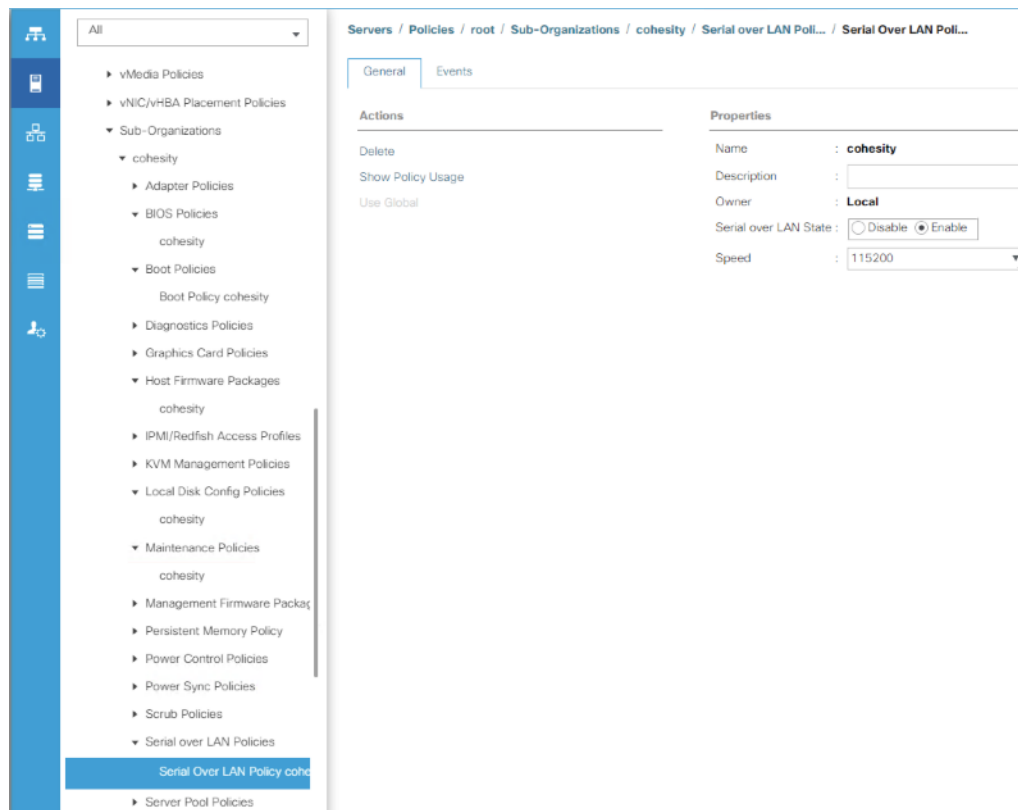 All
vMedia Policies
vNIC/vHBA Placement Policies
Sub-Organizations
cohesity
Adapter Policies
BIOS Policies
cohesity
Boot Policies
Boot Policy cohesity
Diagnostics Policies
Graphics Card Policies
Host Firmware Packages
cohesity
IPMI/Redfish Access Profiles
KVM Management Policies
Local Disk Config Policies
cohesity
Maintenance Policies
cohesity
Management Firmware Packag
Persistent Memory Policy
Power Control Policies
Power Sync Policies
Scrub Policies
Serial over LAN Policies
Serial Over LAN Policy cohe
Server Pool Policies
Servers / Policies / root / Sub-Organizations / cohesity / Serial over LAN Poli... / Serial Over LAN Poli...
General Events
Actions
Delete
Show Policy Usage
Use Global
Properties
Name : cohesity
Description :
Owner : Local
Serial over LAN State : Disable Enable
Speed : 115200